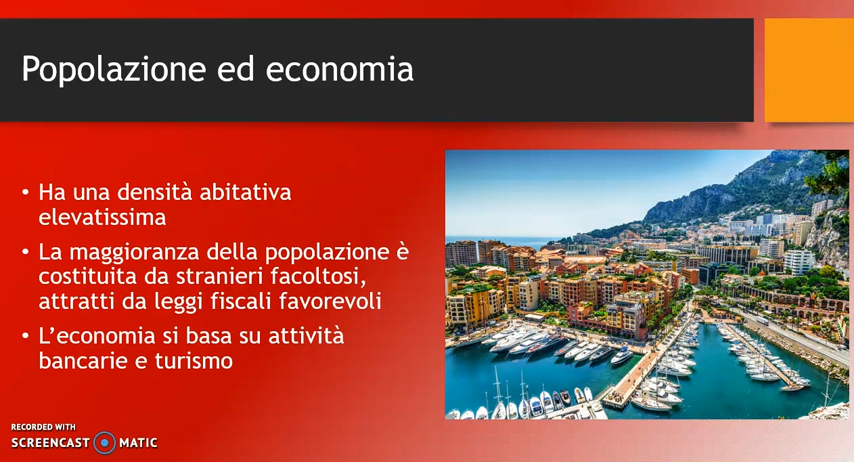 Popolazione ed economia
• Ha una densità abitativa
elevatissima
• La maggioranza della popolazione è
costituita da stranieri facoltosi,
attratti da leggi fiscali favorevoli
• L’economia si basa su attività
bancarie e turismo
RECORDED WITH
SCREENCAST MATIC